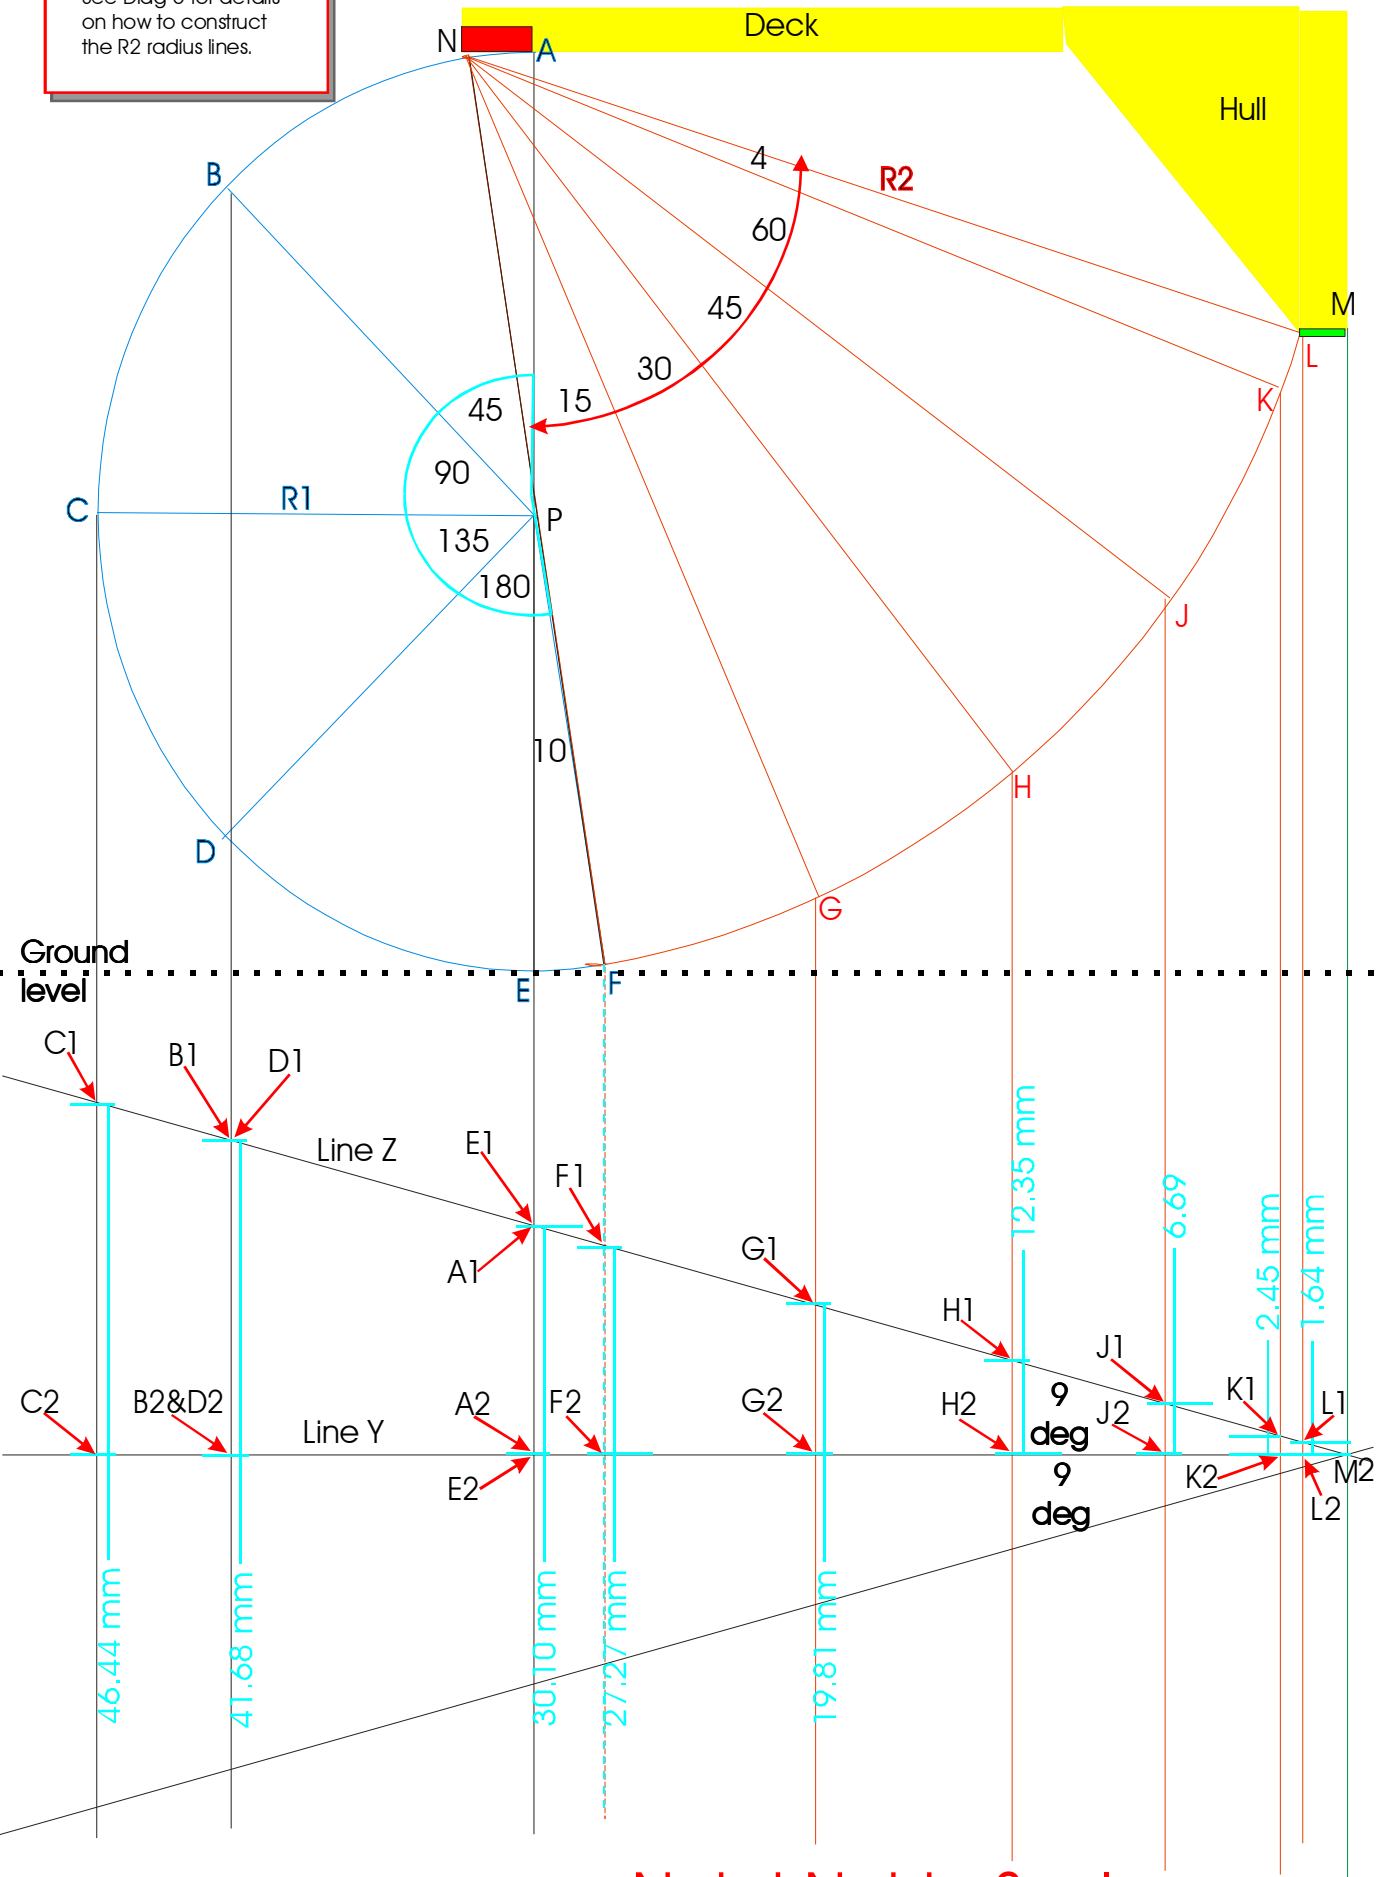 on how to construct
the R2 radius lines.
Deck
N
A
Hull
B
4
R2
60
45
M
L
30
15
K
45
90
R1
C
P
135
180
J
10
H
D
G
Ground
level
E
F
C1
B1
D1
E1
Line Z
F1
A1
G1
12.35 mm
6.69
2.45 mm
1.64 mm
H1
J1
K1
L1
C2
B2&D2
Line Y
A2
F2
G2
H2
9
deg
J2
E2
9
deg
K2
M2
L2
46.44 mm
41.68 mm
30.10 mm
27.27 mm
19.81 mm